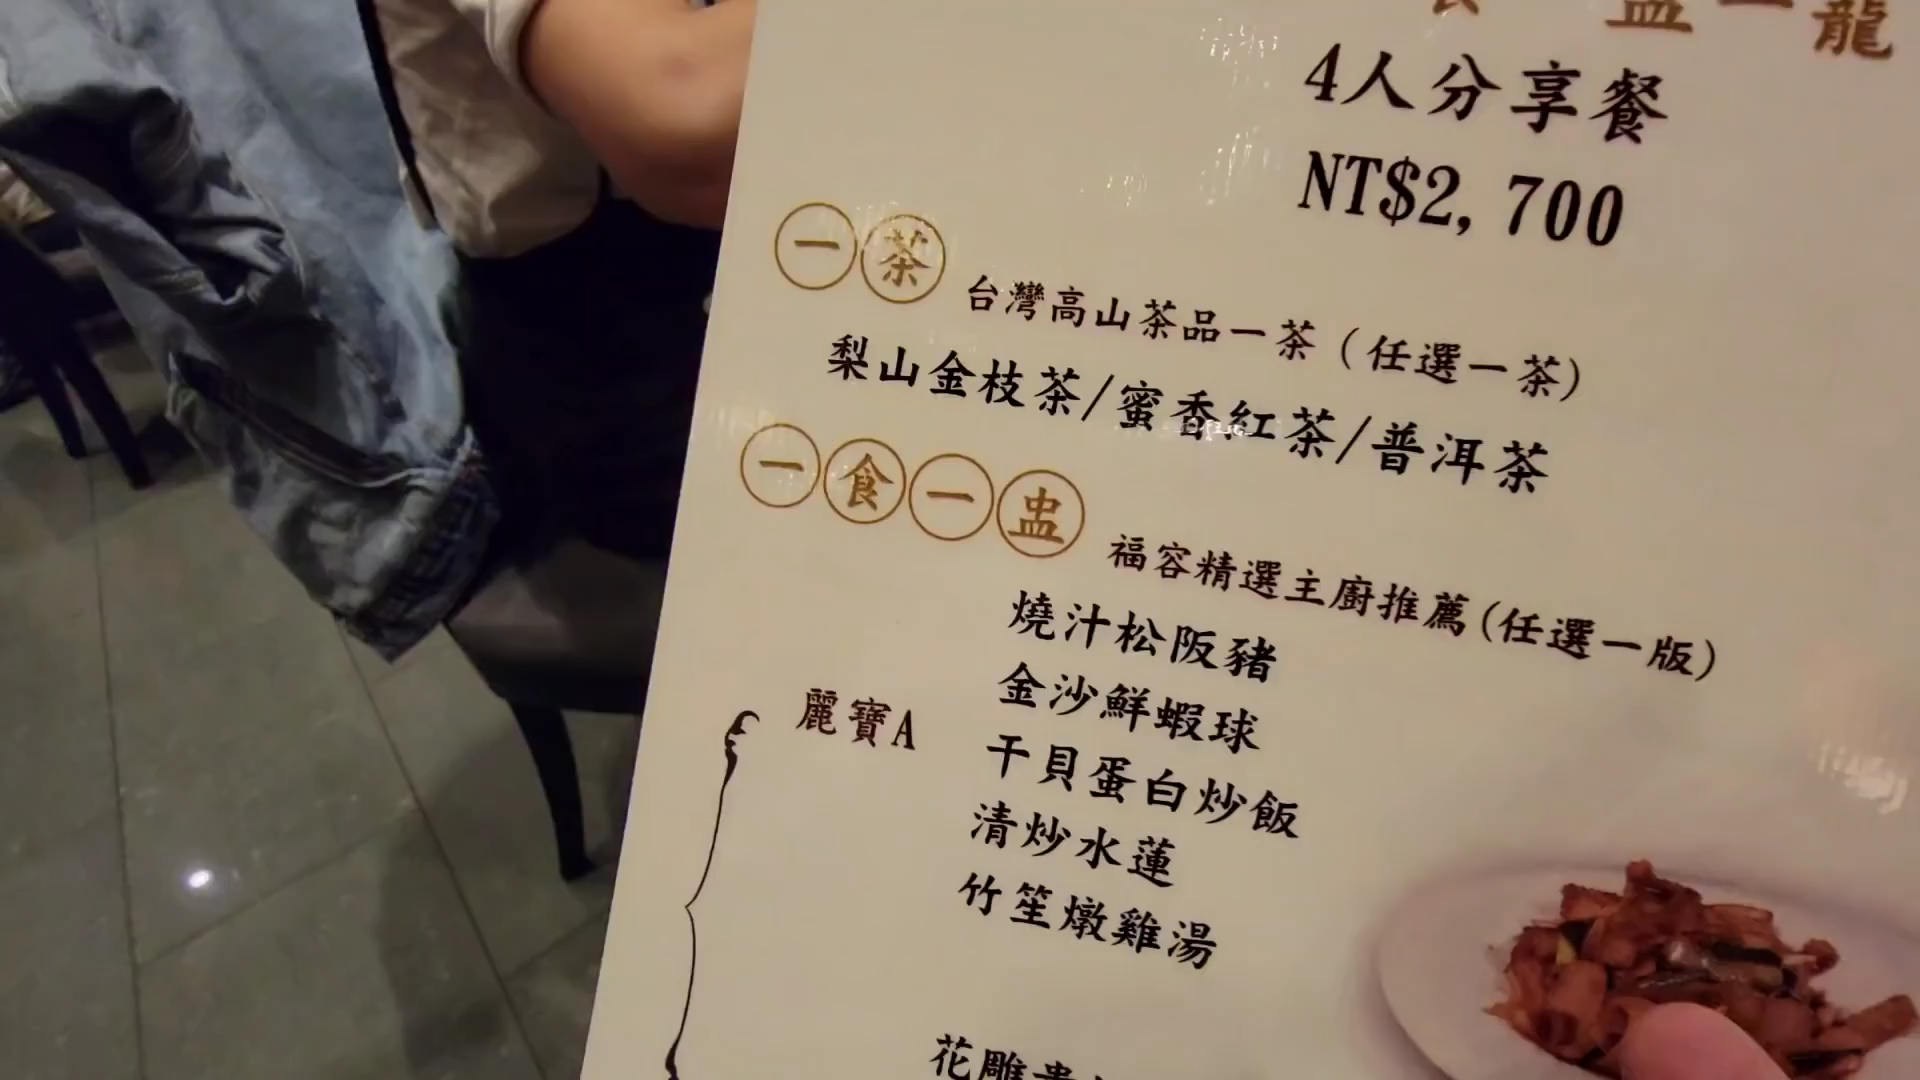 4人分享餐
NT$2,700
一茶 台灣高山茶品一茶(任選一茶)
梨山金枝茶/蜜香紅茶/普洱茶
一食一盅 福容精選主廚推薦(任選一版)
燒汁松阪豬
金沙鮮蝦球
麗寶A
干貝蛋白炒飯
清炒水蓮
竹笙燉雞湯
花雕